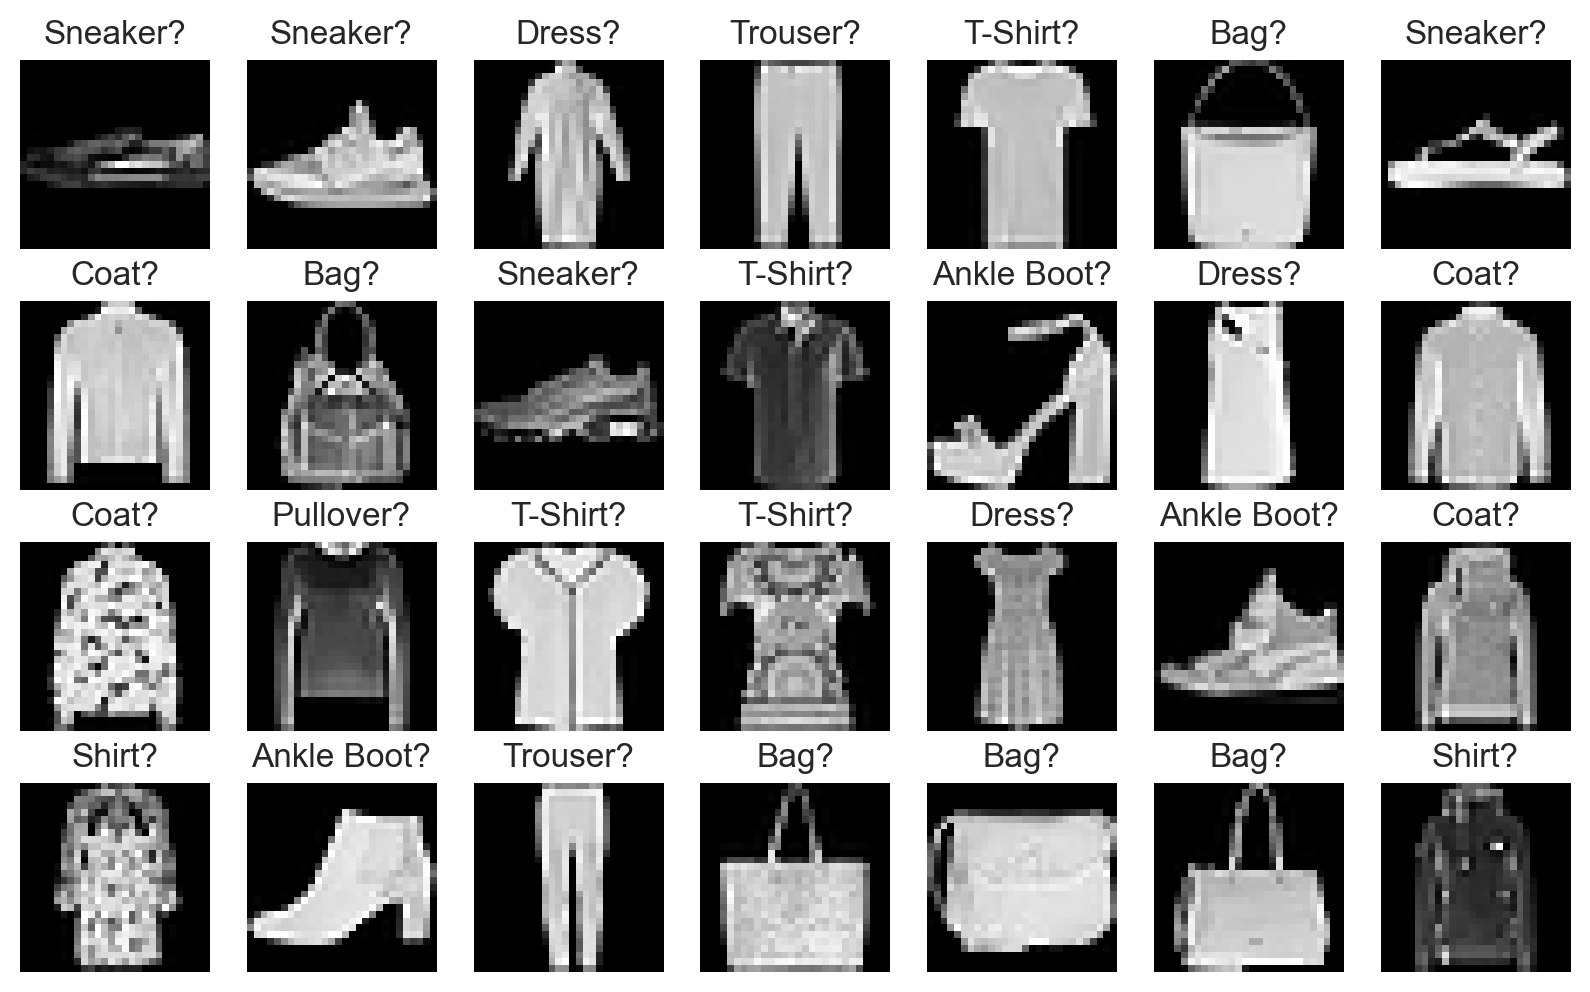 Sneaker? Sneaker? Dress? Trouser? T-Shirt? Bag? Sneaker?
Coat? Bag? Sneaker? T-Shirt? Ankle Boot? Dress? Coat?
Coat? Pullover? T-Shirt? T-Shirt? Dress? Ankle Boot? Coat?
Shirt? Ankle Boot? Trouser? Bag? Bag? Bag? Shirt?